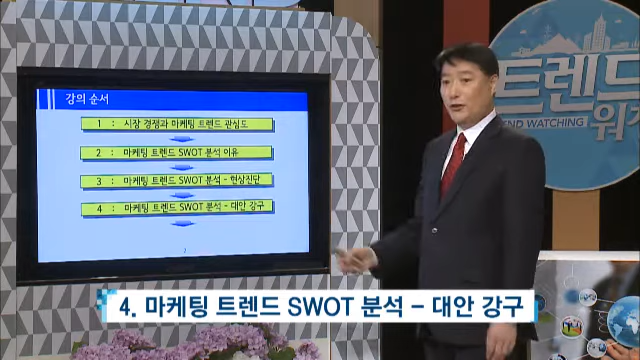 강의 순서
1 : 시장 경쟁과 마케팅 트렌드 관심도
2 : 마케팅 트렌드 SWOT 분석 이유
3 : 마케팅 트렌드 SWOT 분석 - 현상진단
4 : 마케팅 트렌드 SWOT 분석 - 대안 강구
2
트렌드
END WATCHING
워
4. 마케팅 트렌드 SWOT 분석 – 대안 강구